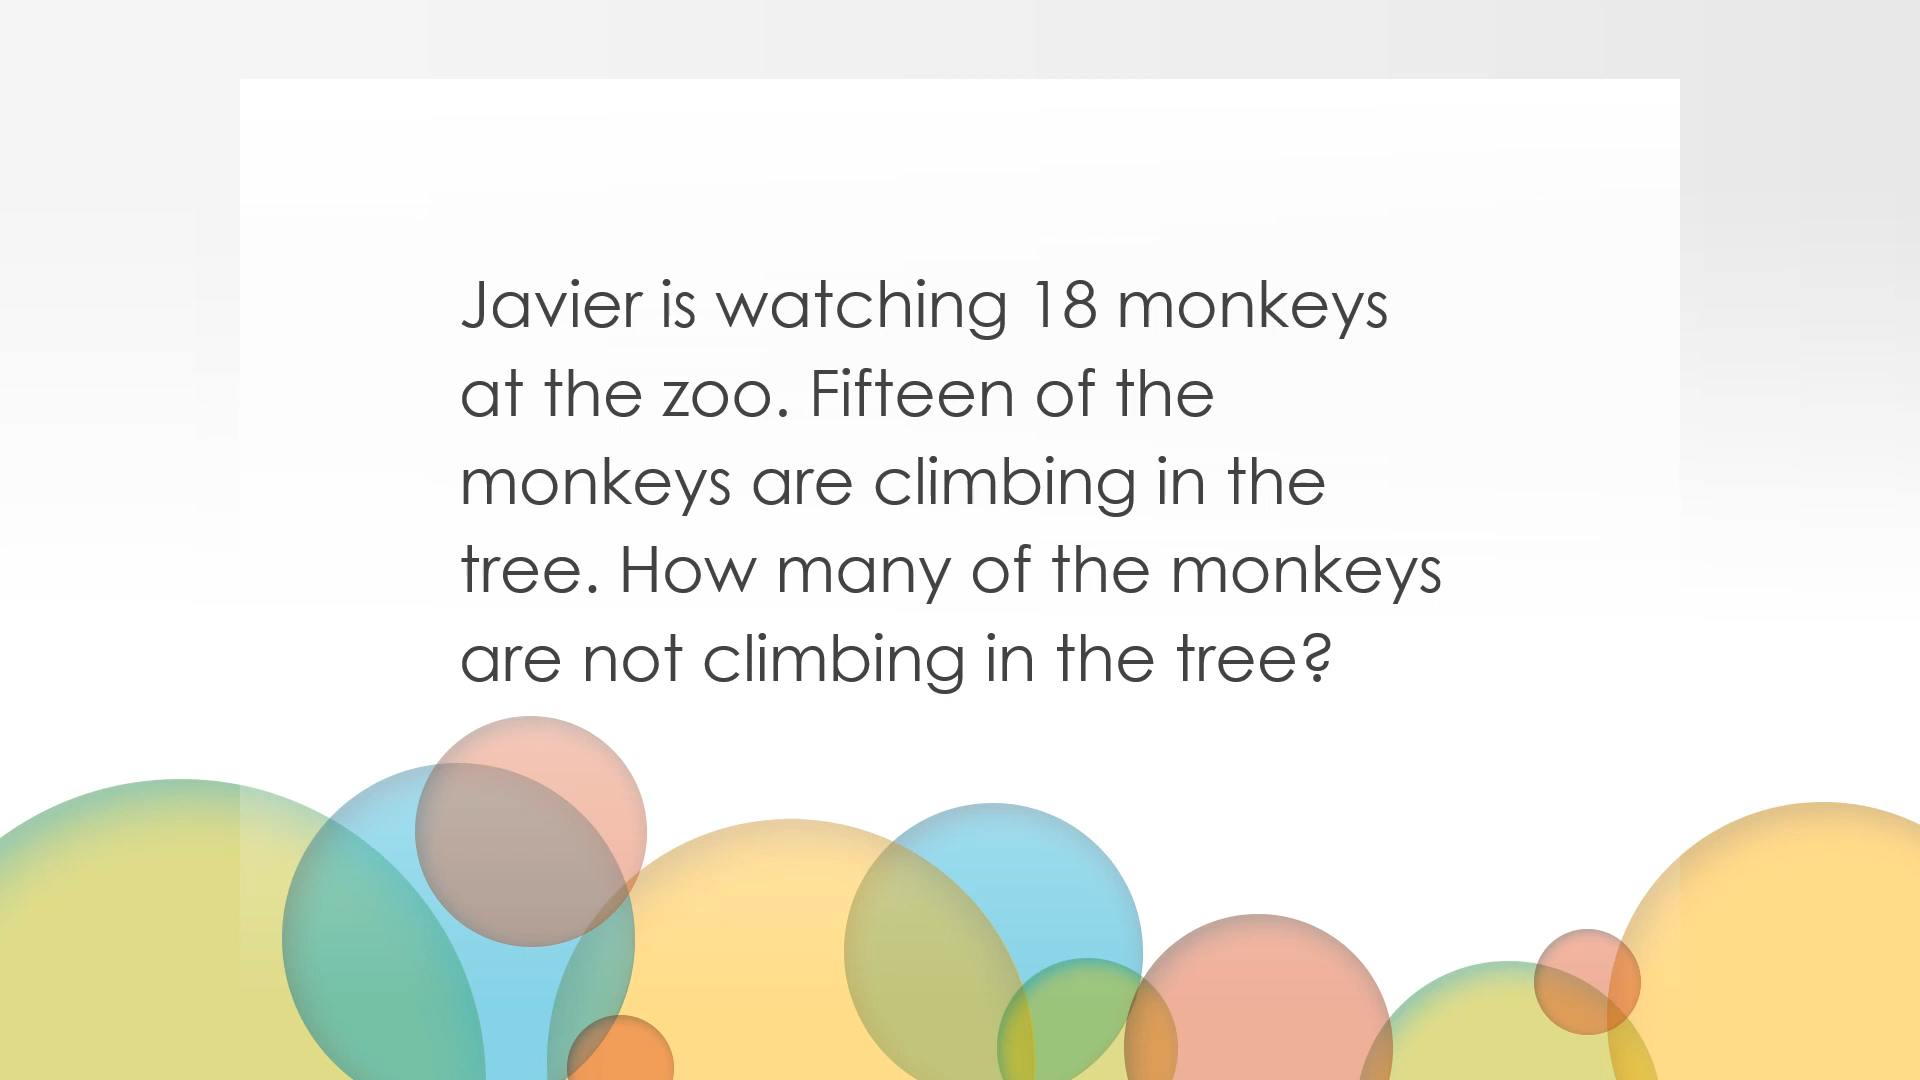 Javier is watching 18 monkeys
at the zoo. Fifteen of the
monkeys are climbing in the
tree. How many of the monkeys
are not climbing in the tree?